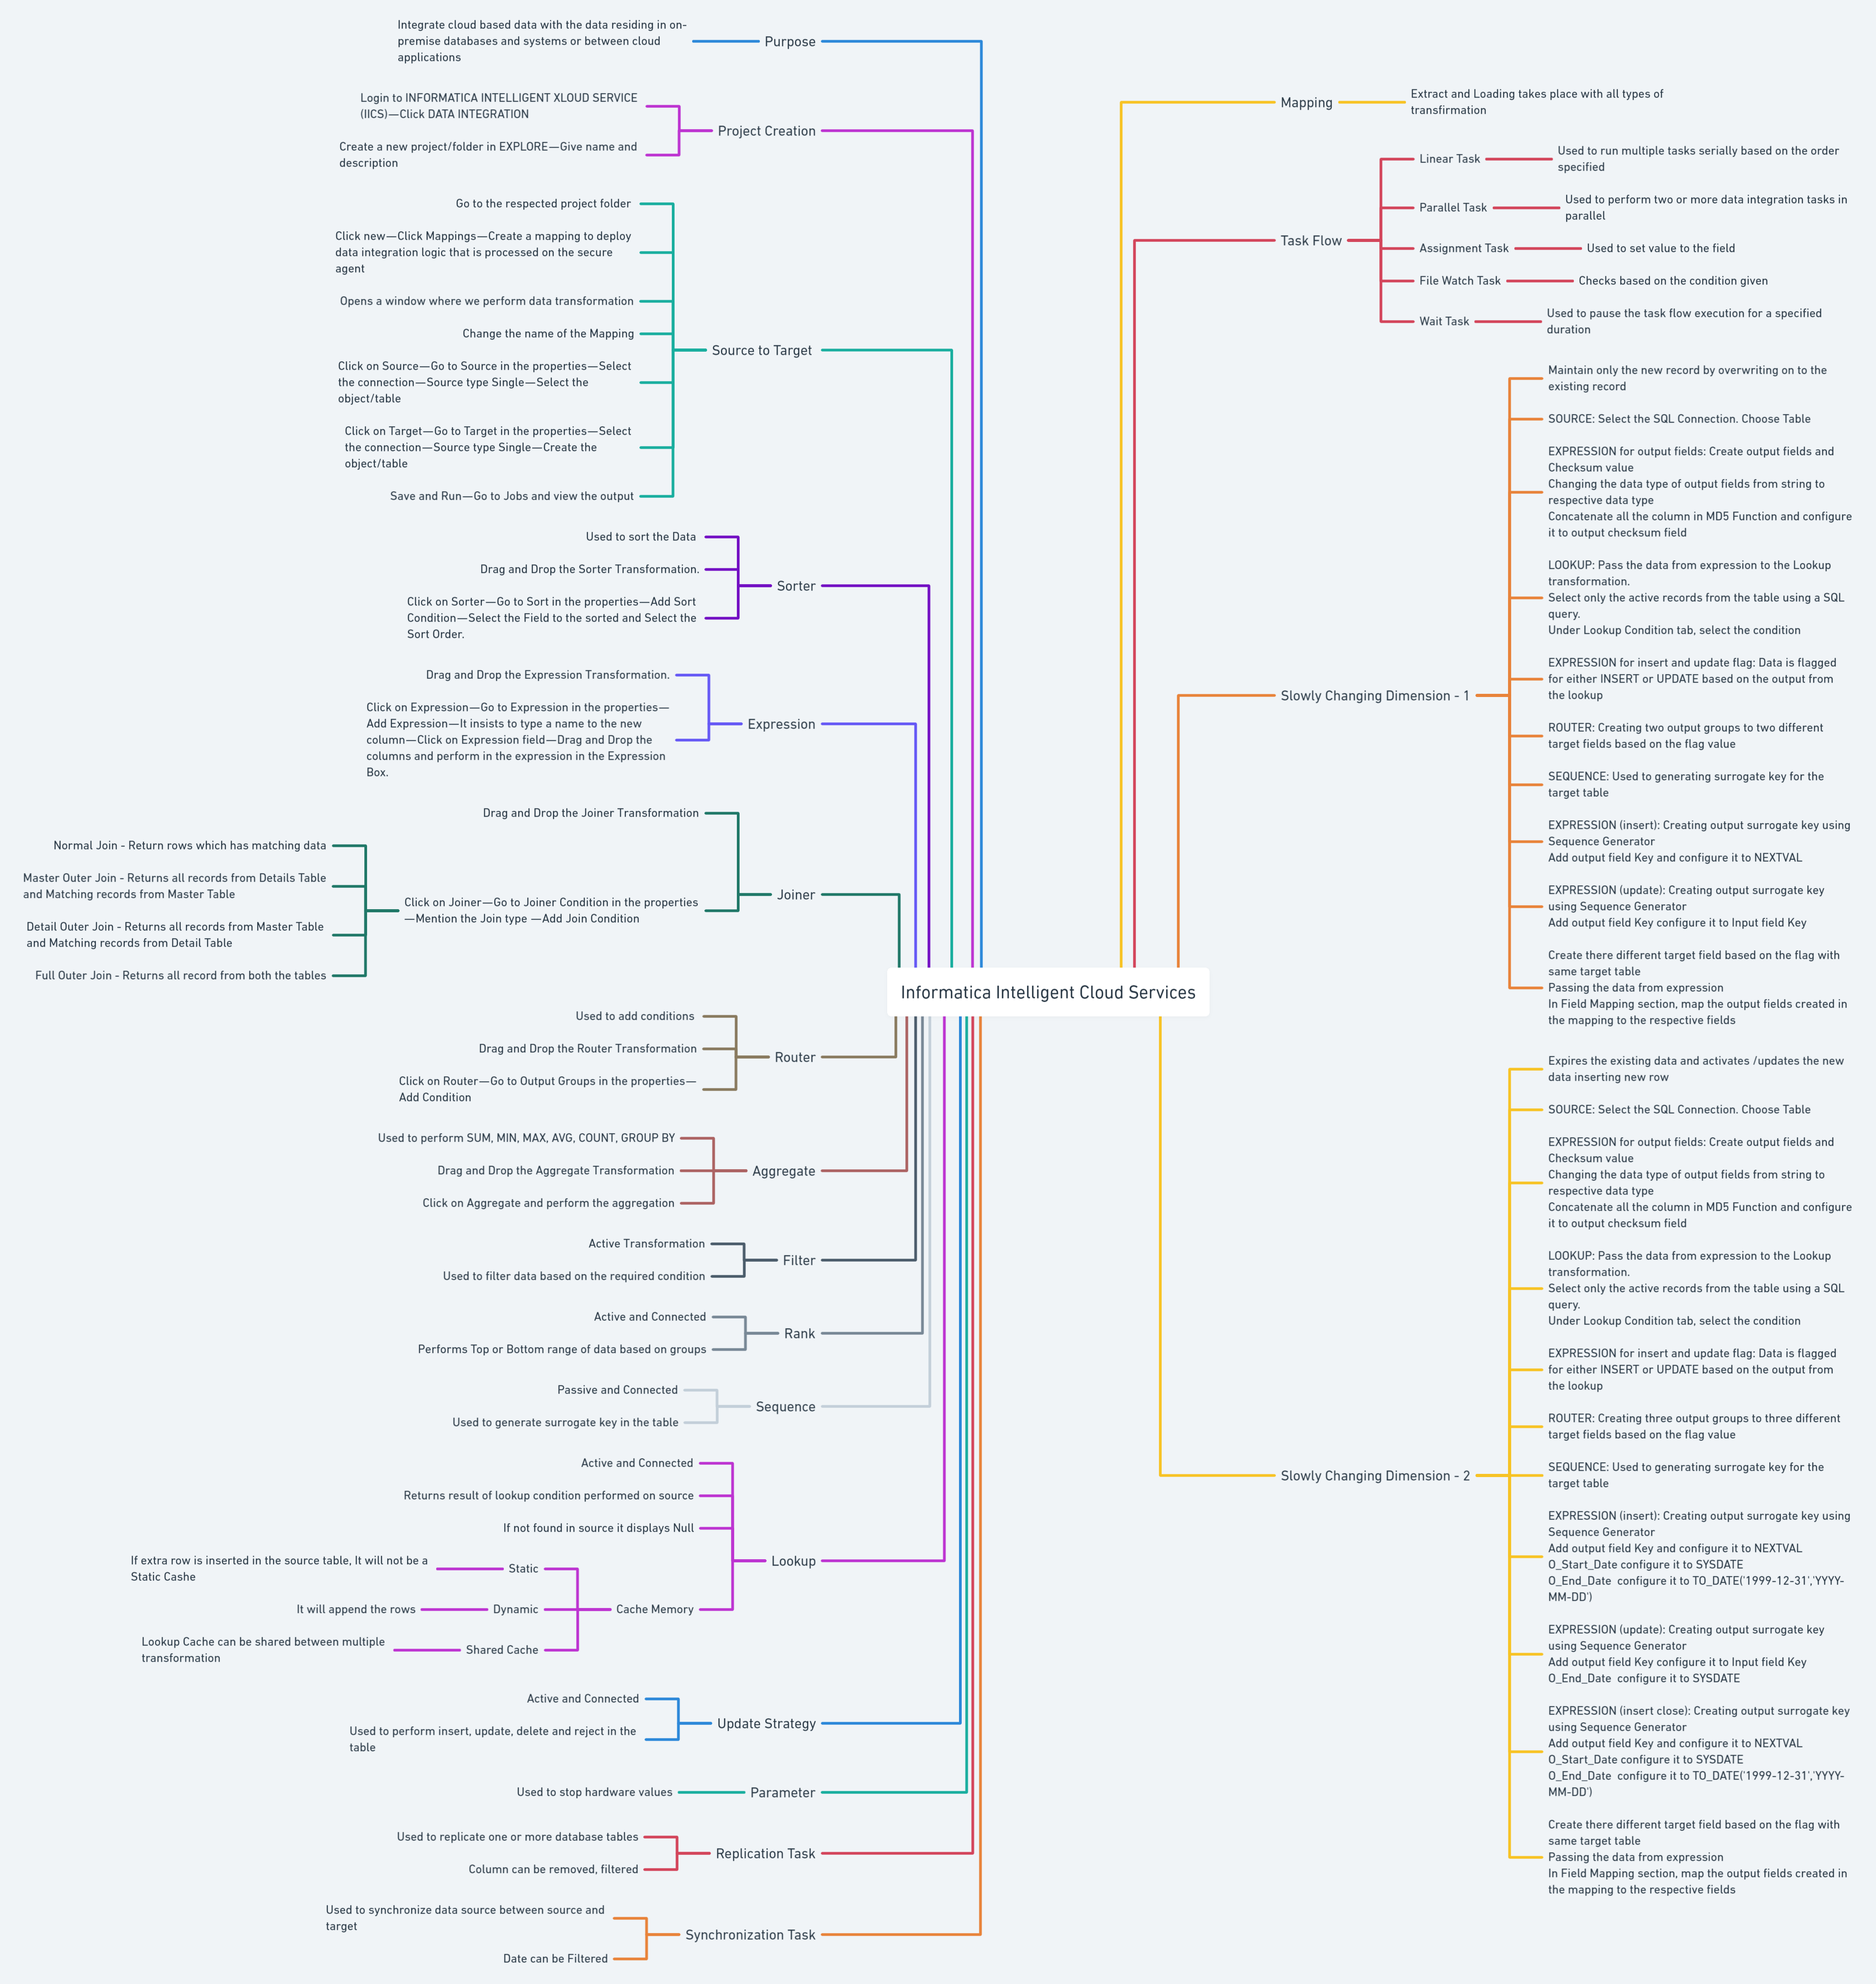 Integrate cloud based data with the data residing in on-
premise databases and systems or between cloud
applications
Purpose
Login to INFORMATICA INTELLIGENT XLOUD SERVICE
(IICS)—Click DATA INTEGRATION
Create a new project/folder in EXPLORE—Give name and
description
Project Creation
Go to the respected project folder
Click new—Click Mappings—Create a mapping to deploy
data integration logic that is processed on the secure
agent
Opens a window where we perform data transformation
Change the name of the Mapping
Click on Source—Go to Source in the properties—Select
the connection—Source type Single—Select the
object/table
Click on Target—Go to Target in the properties—Select
the connection—Source type Single—Create the
object/table
Save and Run—Go to Jobs and view the output
Source to Target
Used to sort the Data
Drag and Drop the Sorter Transformation.
Click on Sorter—Go to Sort in the properties—Add Sort
Condition—Select the Field to the sorted and Select the
Sort Order.
Sorter
Drag and Drop the Expression Transformation.
Click on Expression—Go to Expression in the properties—
Add Expression—It insists to type a name to the new
column—Click on Expression field—Drag and Drop the
columns and perform in the expression in the Expression
Box.
Expression
Drag and Drop the Joiner Transformation
Normal Join - Return rows which has matching data
Master Outer Join - Returns all records from Details Table
and Matching records from Master Table
Detail Outer Join - Returns all records from Master Table
and Matching records from Detail Table
Full Outer Join - Returns all record from both the tables
Click on Joiner—Go to Joiner Condition in the properties
—Mention the Join type —Add Join Condition
Joiner
Informatica Intelligent Cloud Services
Used to add conditions
Drag and Drop the Router Transformation
Click on Router—Go to Output Groups in the properties—
Add Condition
Router
Used to perform SUM, MIN, MAX, AVG, COUNT, GROUP BY
Drag and Drop the Aggregate Transformation
Click on Aggregate and perform the aggregation
Aggregate
Active Transformation
Used to filter data based on the required condition
Filter
Active and Connected
Performs Top or Bottom range of data based on groups
Rank
Passive and Connected
Used to generate surrogate key in the table
Sequence
Active and Connected
Returns result of lookup condition performed on source
If not found in source it displays Null
Lookup
If extra row is inserted in the source table, It will not be a
Static Cashe
Static
It will append the rows
Dynamic
Cache Memory
Lookup Cache can be shared between multiple
transformation
Shared Cache
Active and Connected
Used to perform insert, update, delete and reject in the
table
Update Strategy
Used to stop hardware values
Parameter
Used to replicate one or more database tables
Column can be removed, filtered
Replication Task
Used to synchronize data source between source and
target
Date can be Filtered
Synchronization Task
Mapping
Extract and Loading takes place with all types of
transfirmation
Task Flow
Linear Task
Used to run multiple tasks serially based on the order
specified
Parallel Task
Used to perform two or more data integration tasks in
parallel
Assignment Task
Used to set value to the field
File Watch Task
Checks based on the condition given
Wait Task
Used to pause the task flow execution for a specified
duration
Slowly Changing Dimension - 1
Maintain only the new record by overwriting on to the
existing record
SOURCE: Select the SQL Connection. Choose Table
EXPRESSION for output fields: Create output fields and
Checksum value
Changing the data type of output fields from string to
respective data type
Concatenate all the column in MD5 Function and configure
it to output checksum field
LOOKUP: Pass the data from expression to the Lookup
transformation.
Select only the active records from the table using a SQL
query.
Under Lookup Condition tab, select the condition
EXPRESSION for insert and update flag: Data is flagged
for either INSERT or UPDATE based on the output from
the lookup
ROUTER: Creating two output groups to two different
target fields based on the flag value
SEQUENCE: Used to generating surrogate key for the
target table
EXPRESSION (insert): Creating output surrogate key using
Sequence Generator
Add output field Key and configure it to NEXTVAL
EXPRESSION (update): Creating output surrogate key
using Sequence Generator
Add output field Key configure it to Input field Key
Create there different target field based on the flag with
same target table
Passing the data from expression
In Field Mapping section, map the output fields created in
the mapping to the respective fields
Slowly Changing Dimension - 2
Expires the existing data and activates /updates the new
data inserting new row
SOURCE: Select the SQL Connection. Choose Table
EXPRESSION for output fields: Create output fields and
Checksum value
Changing the data type of output fields from string to
respective data type
Concatenate all the column in MD5 Function and configure
it to output checksum field
LOOKUP: Pass the data from expression to the Lookup
transformation.
Select only the active records from the table using a SQL
query.
Under Lookup Condition tab, select the condition
EXPRESSION for insert and update flag: Data is flagged
for either INSERT or UPDATE based on the output from
the lookup
ROUTER: Creating three output groups to three different
target fields based on the flag value
SEQUENCE: Used to generating surrogate key for the
target table
EXPRESSION (insert): Creating output surrogate key using
Sequence Generator
Add output field Key and configure it to NEXTVAL
O_Start_Date configure it to SYSDATE
O_End_Date  configure it to TO_DATE('1999-12-31','YYYY-
MM-DD')
EXPRESSION (update): Creating output surrogate key
using Sequence Generator
Add output field Key configure it to Input field Key
O_End_Date  configure it to SYSDATE
EXPRESSION (insert close): Creating output surrogate key
using Sequence Generator
Add output field Key and configure it to NEXTVAL
O_Start_Date configure it to SYSDATE
O_End_Date  configure it to TO_DATE('1999-12-31','YYYY-
MM-DD')
Create there different target field based on the flag with
same target table
Passing the data from expression
In Field Mapping section, map the output fields created in
the mapping to the respective fields